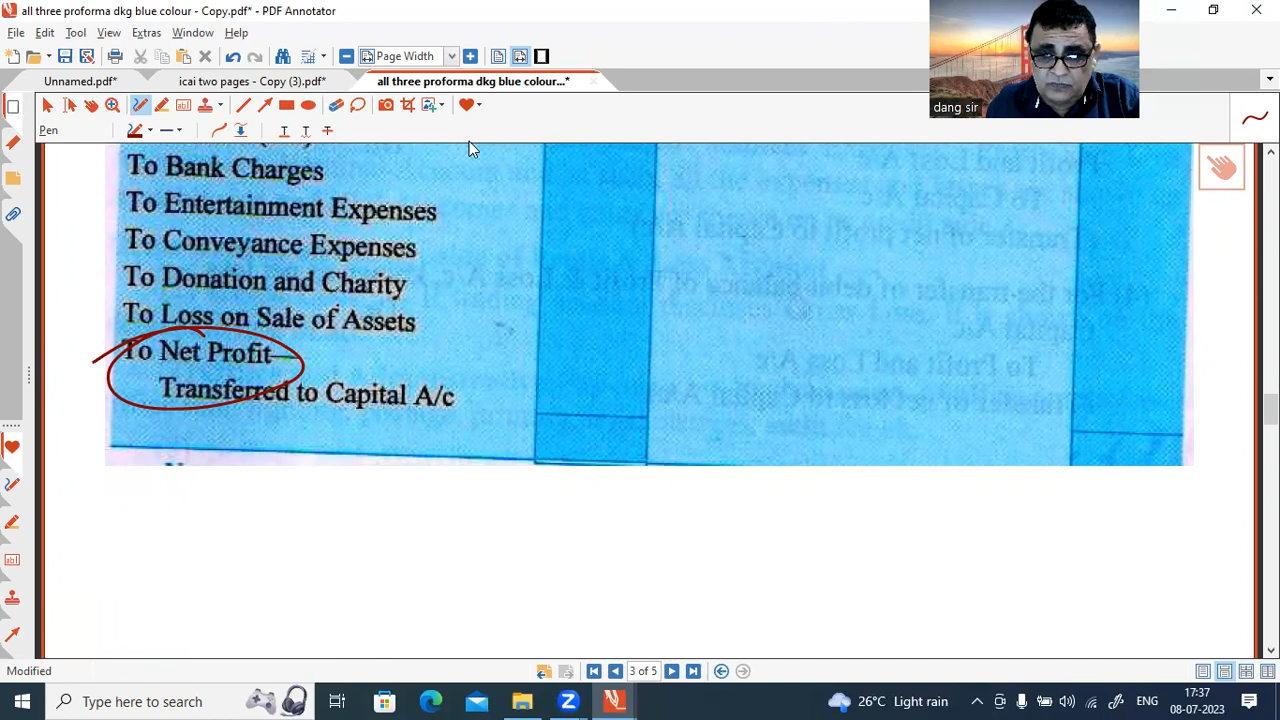 all three proforma dkg blue colour - Copy.pdf* - PDF Annotator
File Edit Tool View Extras Window Help
Page Width
Unnamed.pdf* icai two pages - Copy (3).pdf* all three proforma dkg blue colour...*
Pen
dang sir
To Bank Charges
To Entertainment Expenses
To Conveyance Expenses
To Donation and Charity
To Loss on Sale of Assets
To Net Profit—
Transferred to Capital A/c
Modified
3 of 5
Type here to search
26°C Light rain
ENG
17:37
08-07-2023